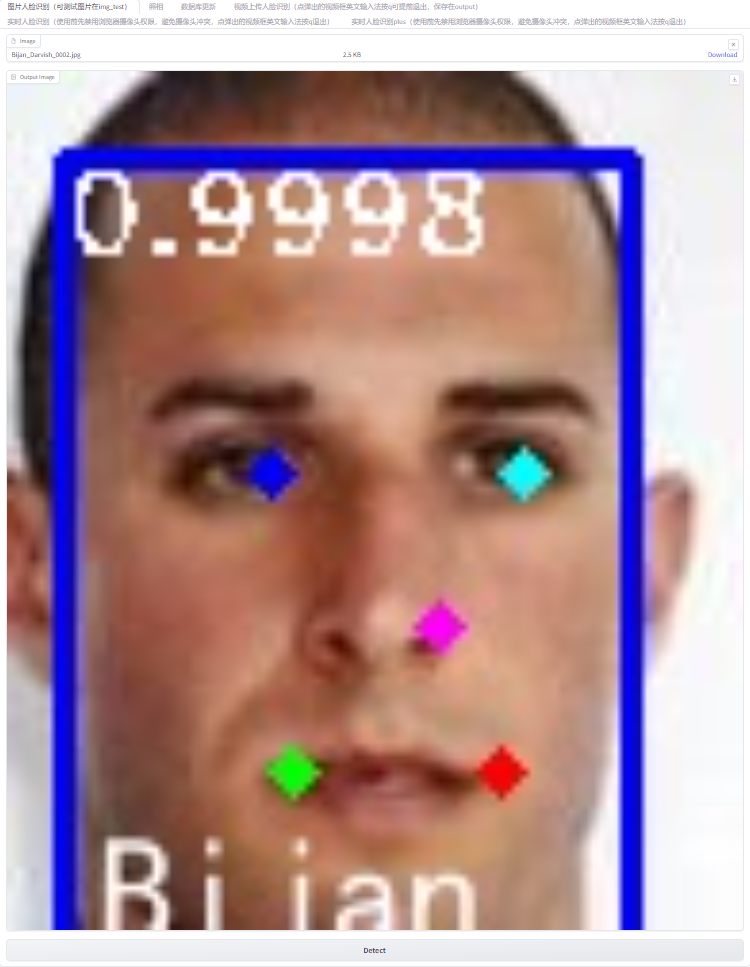 图片人脸识别（可测试图片在img_test） 照相 数据库更新 视频上传人脸识别（点弹出的视频框英文输入法按q可提前退出，保存在output）
实时人脸识别（使用前先禁用浏览器摄像头权限，避免摄像头冲突，点弹出的视频框英文输入法按q退出） 实时人脸识别plus（使用前先禁用浏览器摄像头权限，避免摄像头冲突，点弹出的视频框英文输入法按q退出）
Image
Bijan_Darvish_0002.jpg 2.5 KB Download
Output Image
0.9998
Bijan
Detect